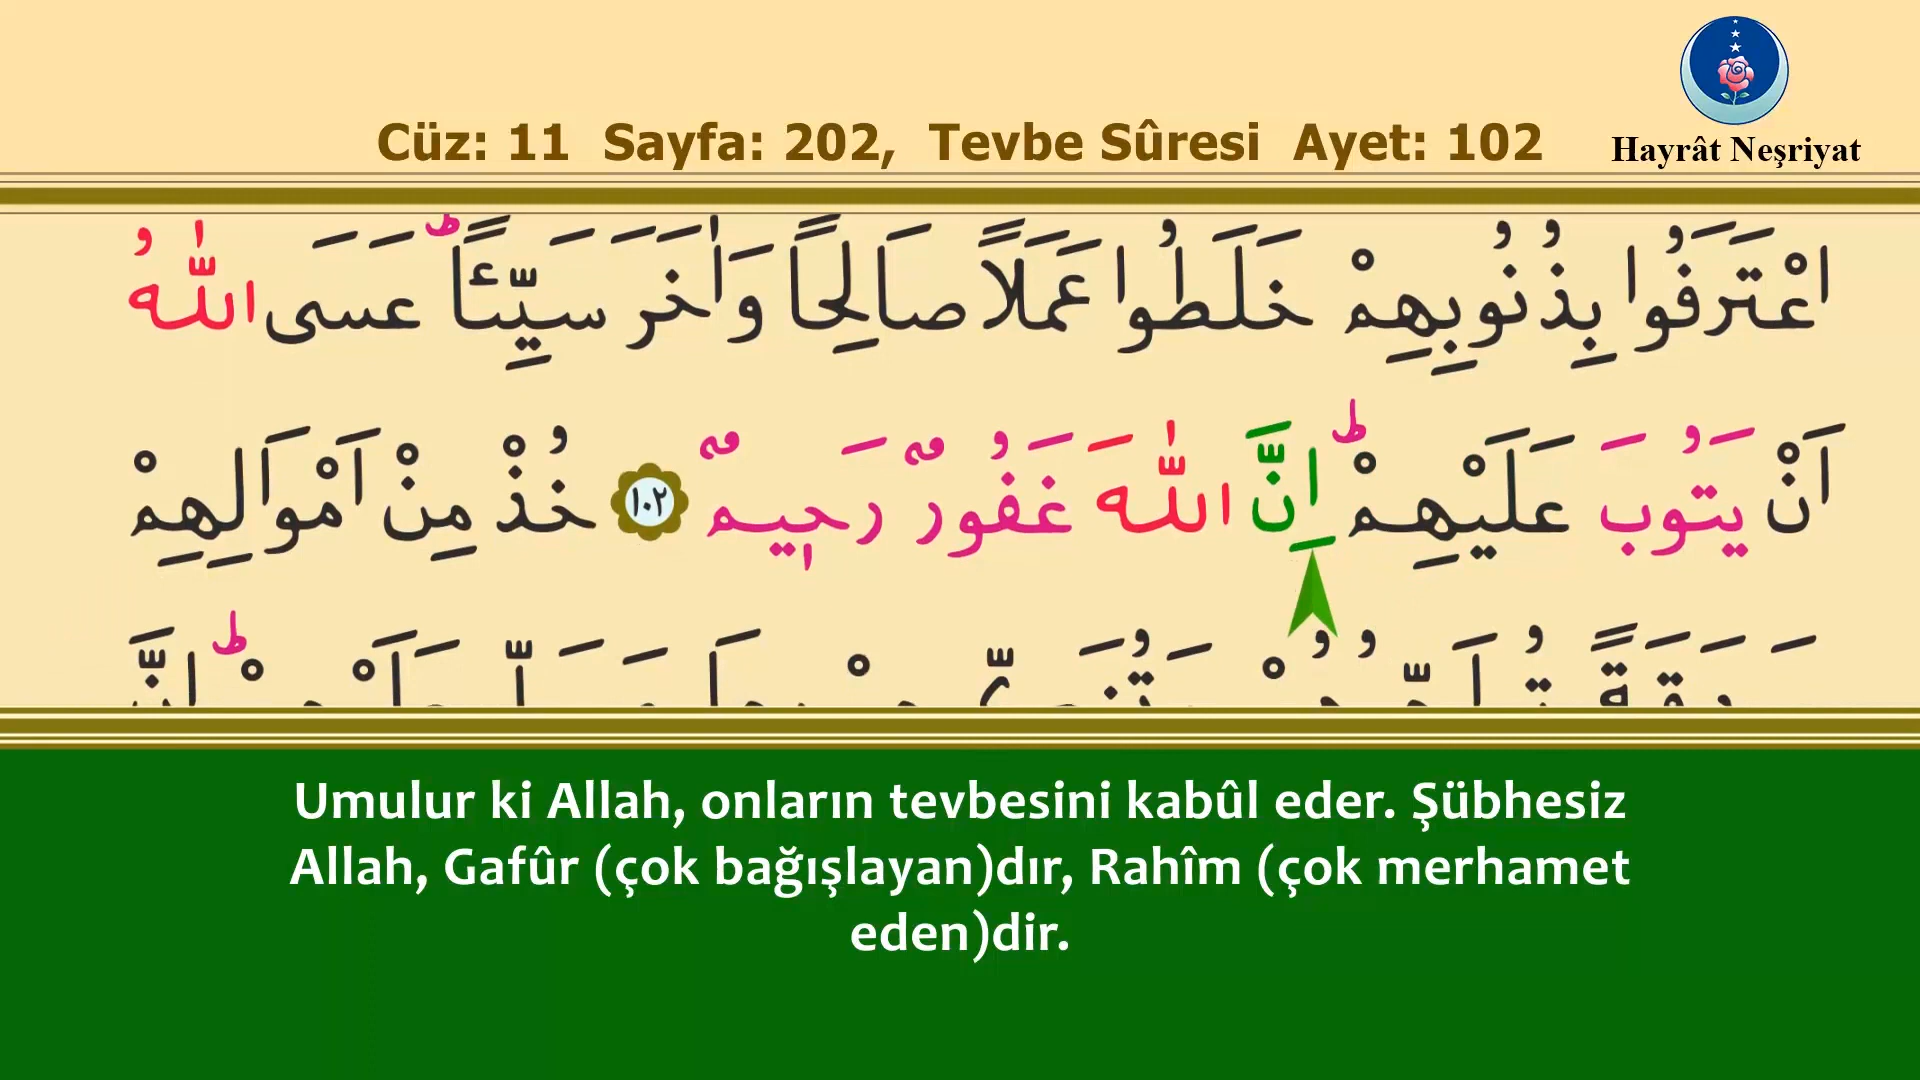 Cüz: 11 Sayfa: 202, Tevbe Sûresi Ayet: 102
Hayrât Neşriyat
اعْتَرَفُوا بِذُنُوبِهِمْ خَلَطُوا عَمَلًا صَالِحًا وَاٰخَرَ سَيِّئًاۜ عَسَى اللّٰهُ
اَنْ يَتُوبَ عَلَيْهِمْۜ اِنَّ اللّٰهَ غَفُورٌ رَحٖيمٌ ١٠٢ خُذْ مِنْ اَمْوَالِهِمْ
Umulur ki Allah, onların tevbesini kabûl eder. Şübhesiz
Allah, Gafûr (çok bağışlayan)dır, Rahîm (çok merhamet
eden)dir.